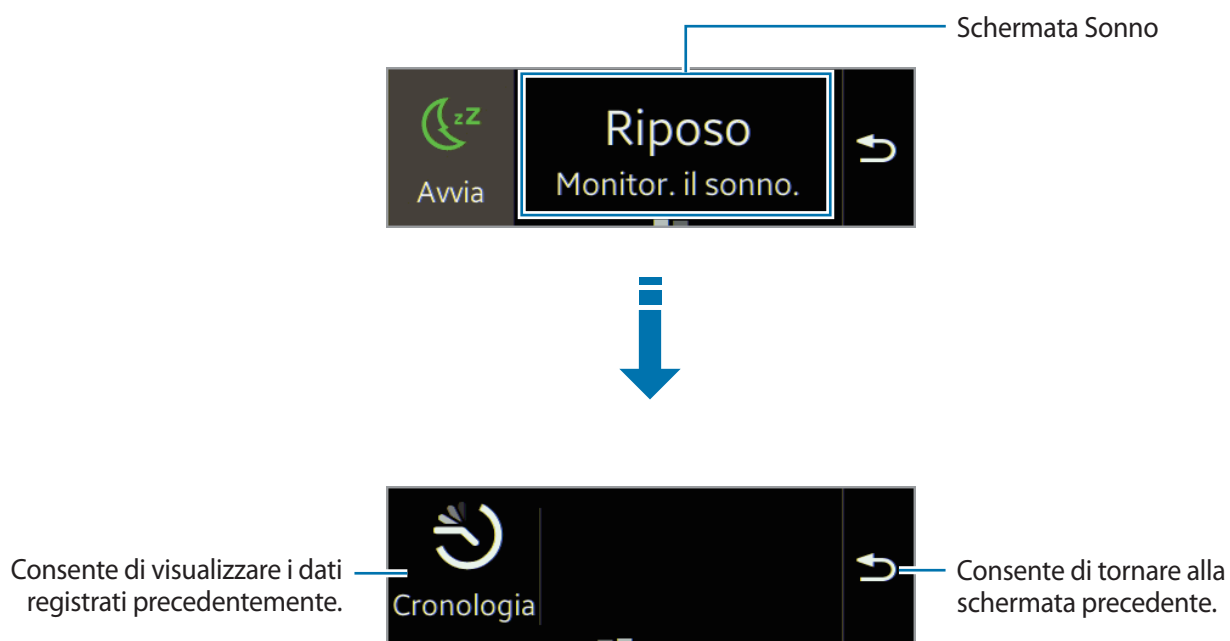 Schermata Sonno
zZ
Riposo
Avvia
Monitor. il sonno.
Consente di visualizzare i dati
registrati precedentemente.
Cronologia
Consente di tornare alla
schermata precedente.